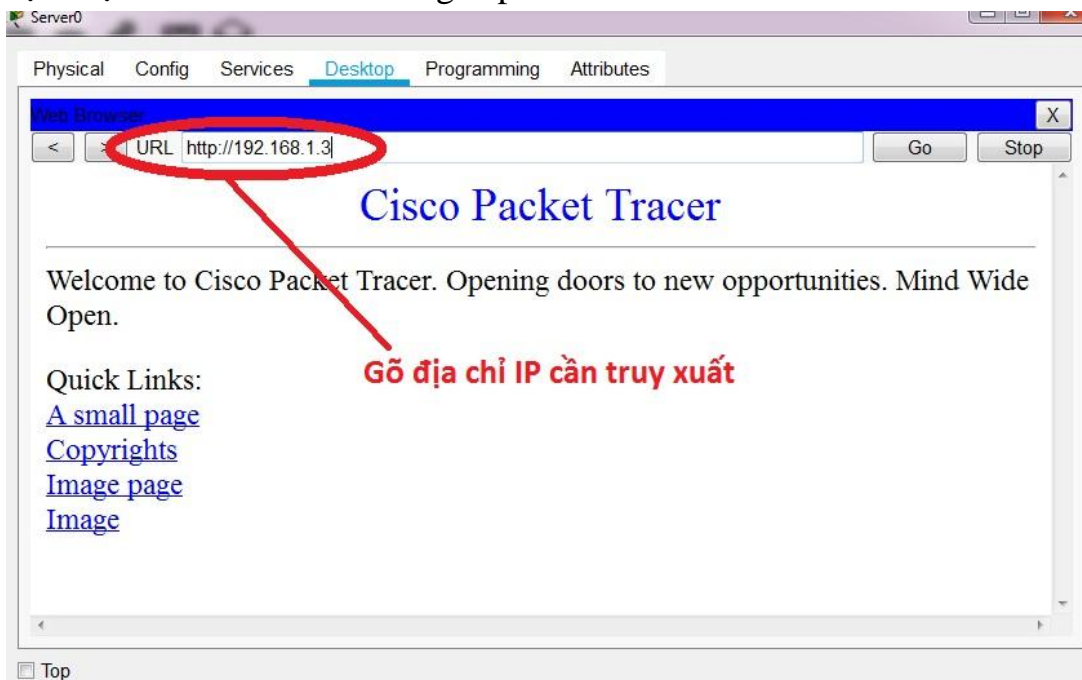 Server0
Physical Config Services Desktop Programming Attributes
Web Browser
X
< > URL http://192.168.1.3 Go Stop
Cisco Packet Tracer
Welcome to Cisco Packet Tracer. Opening doors to new opportunities. Mind Wide
Open.
Gõ địa chỉ IP cần truy xuất
Quick Links:
A small page
Copyrights
Image page
Image
Top